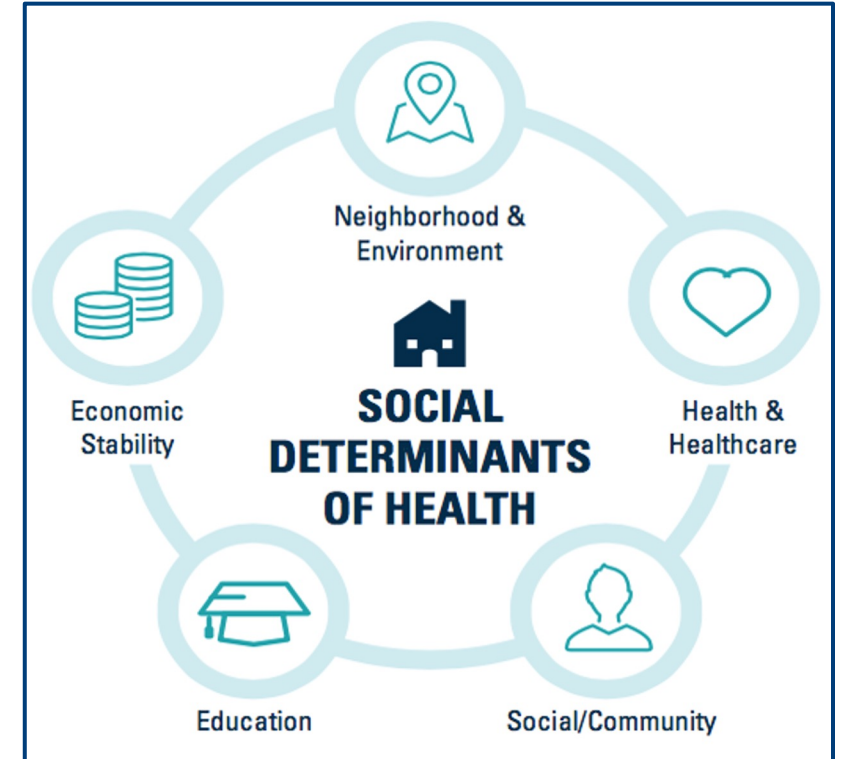 Neighborhood &
Environment
Economic
Stability
SOCIAL
DETERMINANTS
OF HEALTH
Health &
Healthcare
Education
Social/Community